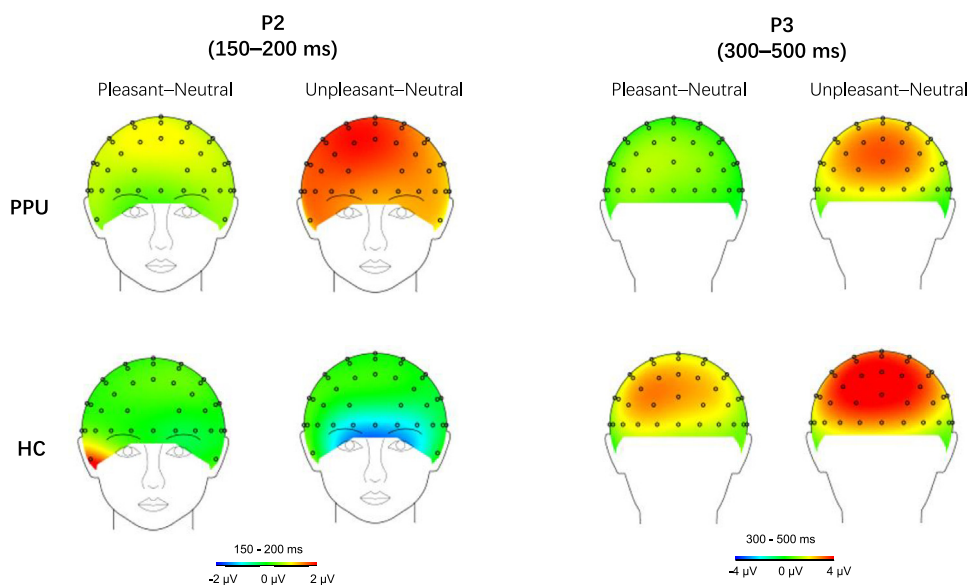 P2
(150–200 ms)
P3
(300–500 ms)
Pleasant–Neutral
Unpleasant–Neutral
Pleasant–Neutral
Unpleasant–Neutral
PPU
HC
150 - 200 ms
-2 μV 0 μV 2 μV
300 - 500 ms
-4 μV 0 μV 4 μV